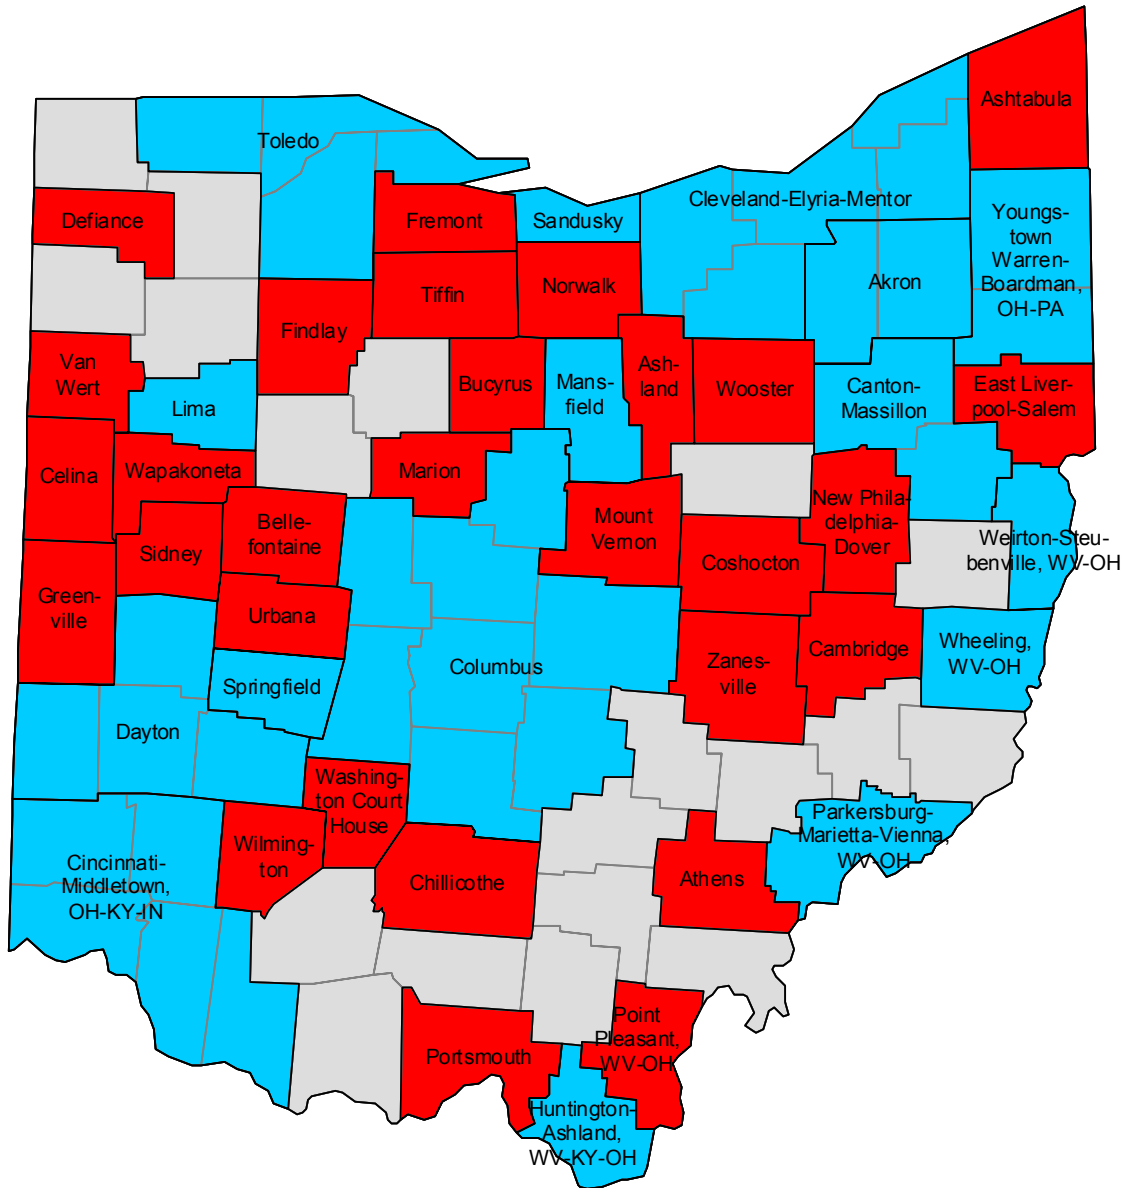 Ashtabula
Toledo
Cleveland-Elyria-Mentor
Defiance
Fremont
Sandusky
Youngs-
town
Warren-
Boardman,
OH-PA
Tiffin
Norwalk
Akron
Findlay
Van
Wert
Lima
Bucyrus
Mans-
field
Ash-
land
Wooster
Canton-
Massillon
East Liver-
pool-Salem
Celina
Wapakoneta
Marion
Sidney
Belle-
fontaine
Mount
Vernon
New Phila-
delphia-
Dover
Coshocton
Weirton-Steu-
benville, WV-OH
Green-
ville
Urbana
Columbus
Zanes-
ville
Cambridge
Wheeling,
WV-OH
Springfield
Dayton
Washing-
ton Court
House
Parkersburg-
Marietta-Vienna,
WV-OH
Cincinnati-
Middletown,
OH-KY-IN
Wilming-
ton
Chillicothe
Athens
Point
Pleasant,
WV-OH
Portsmouth
Huntington-
Ashland,
WV-KY-OH